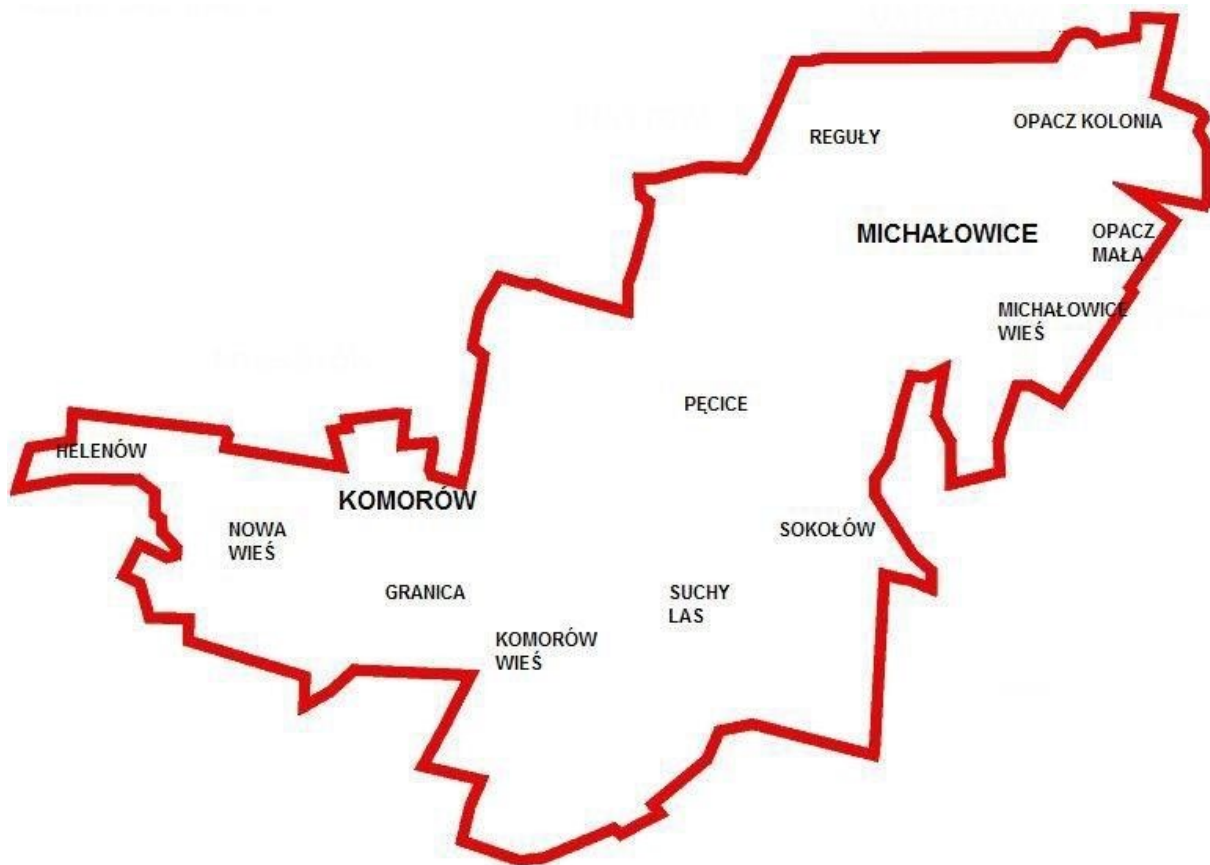 OPACZ KOLONIA
REGUŁY
MICHAŁOWICE
OPACZ
MAŁA
MICHAŁOWICE
WIEŚ
PĘCICE
HELENÓW
KOMORÓW
NOWA
WIEŚ
SOKOŁÓW
GRANICA
SUCHY
LAS
KOMORÓW
WIEŚ